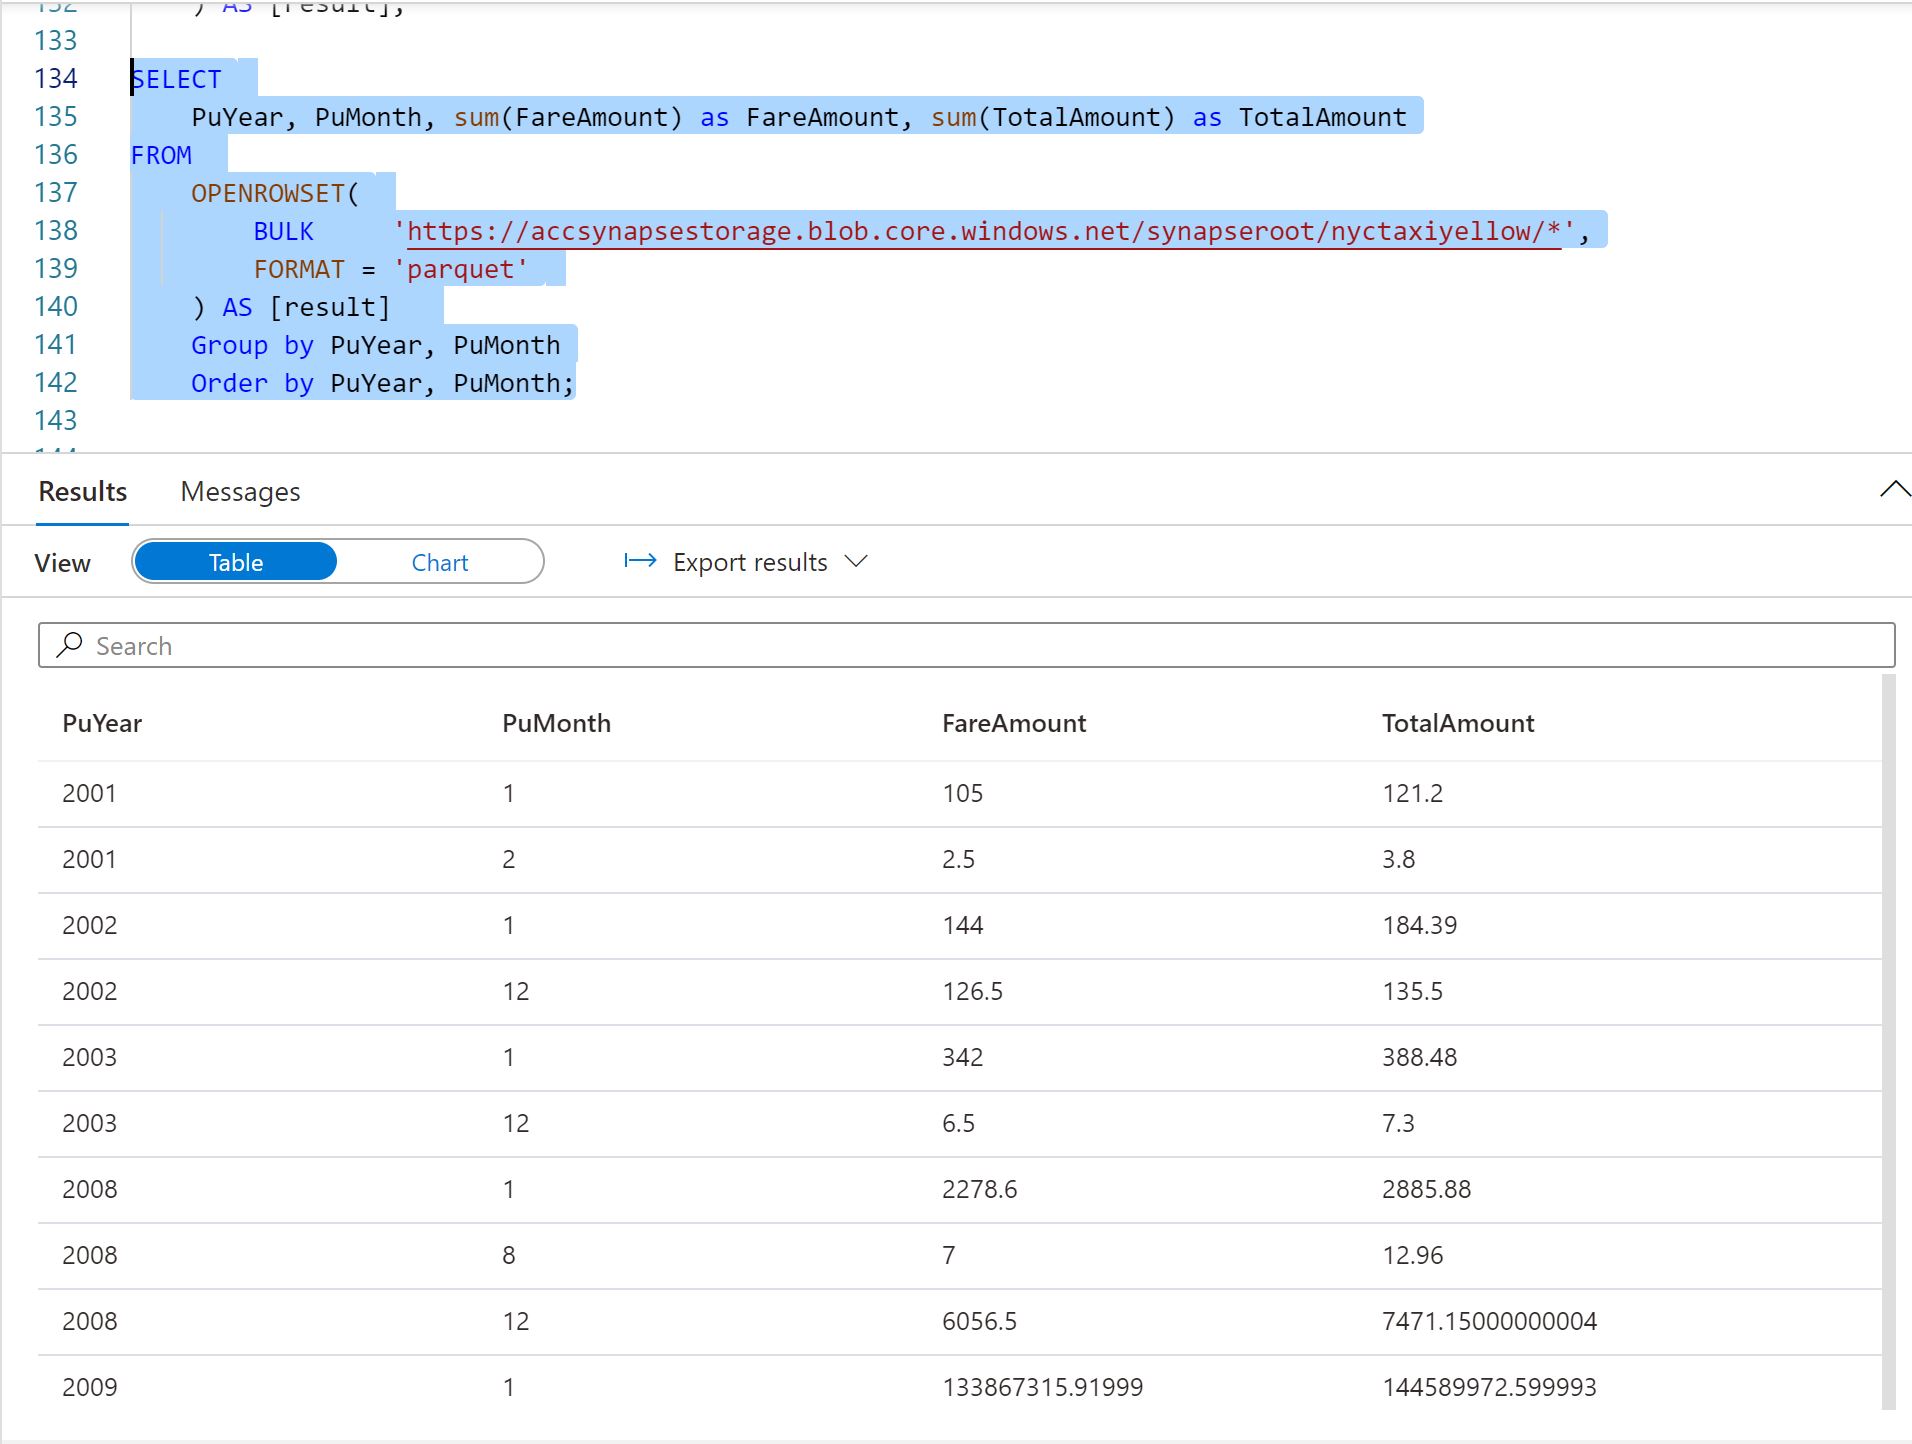 132 ) AS [result],
133
134 SELECT
135 PuYear, PuMonth, sum(FareAmount) as FareAmount, sum(TotalAmount) as TotalAmount
136 FROM
137 OPENROWSET(
138 BULK 'https://accsynapsestorage.blob.core.windows.net/synapseroot/nyctaxiyellow/*',
139 FORMAT = 'parquet'
140 ) AS [result]
141 Group by PuYear, PuMonth
142 Order by PuYear, PuMonth;
143
144
Results Messages
View Table Chart Export results
Search
PuYear PuMonth FareAmount TotalAmount
2001 1 105 121.2
2001 2 2.5 3.8
2002 1 144 184.39
2002 12 126.5 135.5
2003 1 342 388.48
2003 12 6.5 7.3
2008 1 2278.6 2885.88
2008 8 7 12.96
2008 12 6056.5 7471.15000000004
2009 1 133867315.91999 144589972.599993